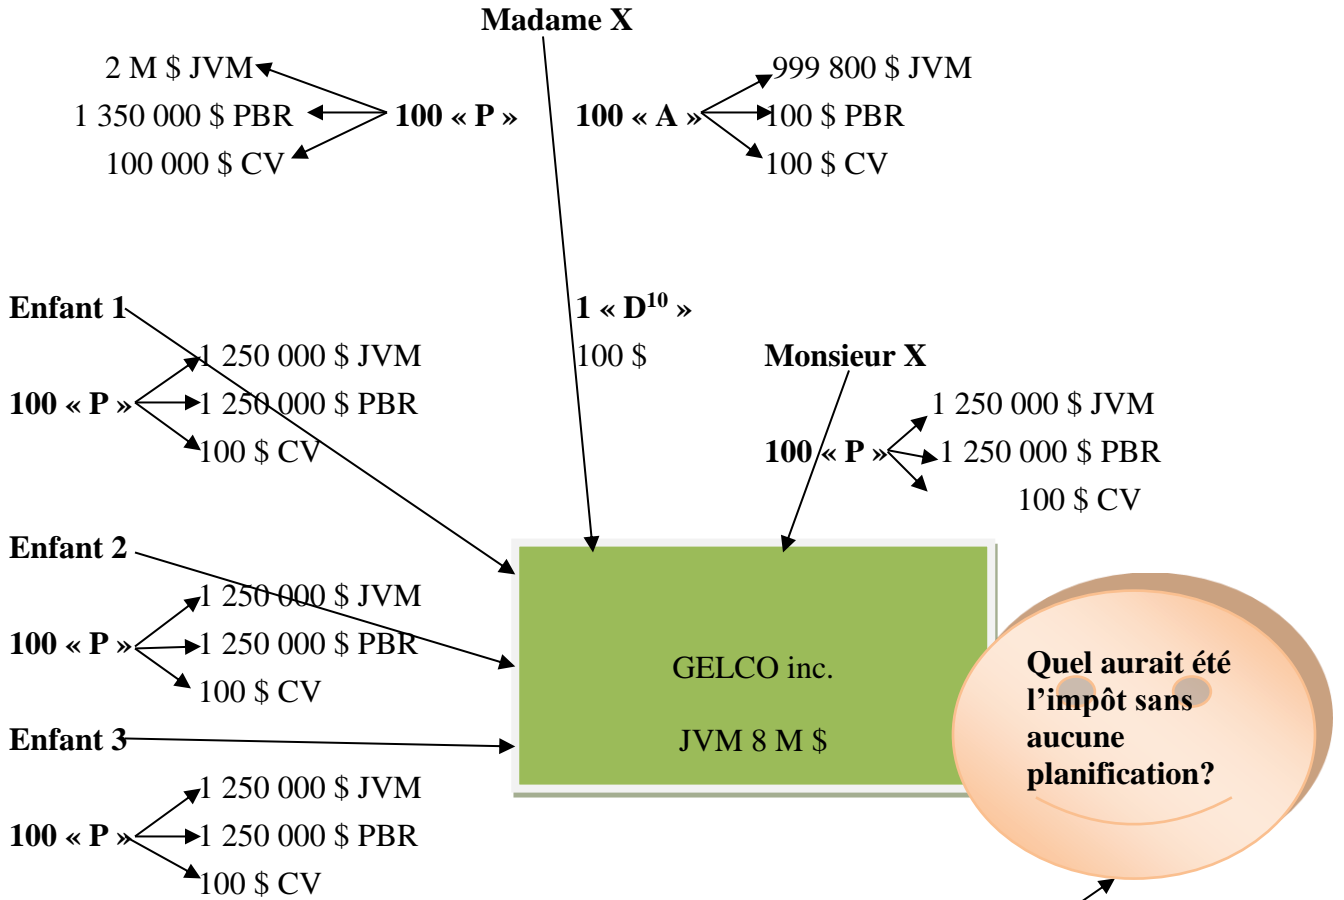 Madame X
2 M $ JVM
1 350 000 $ PBR
100 000 $ CV
100 « P »
100 « A »
999 800 $ JVM
100 $ PBR
100 $ CV
1 « D¹⁰ »
100 $
Enfant 1
1 250 000 $ JVM
100 « P »
1 250 000 $ PBR
100 $ CV
Monsieur X
1 250 000 $ JVM
100 « P »
1 250 000 $ PBR
100 $ CV
Enfant 2
1 250 000 $ JVM
100 « P »
1 250 000 $ PBR
100 $ CV
Enfant 3
1 250 000 $ JVM
100 « P »
1 250 000 $ PBR
100 $ CV
GELCO inc.
JVM 8 M $
Quel aurait été
l’impôt sans
aucune
planification?